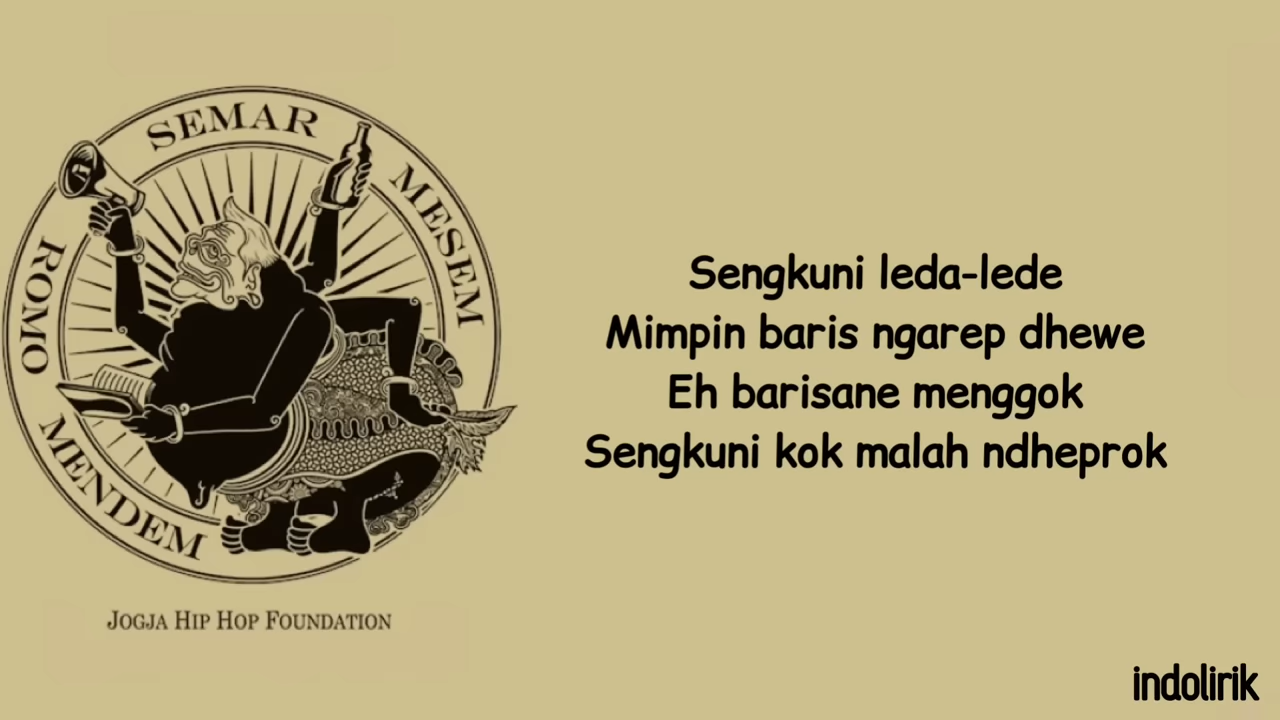 SEMAR MESEM
ROMO MENDEM
JOGJA HIP HOP FOUNDATION
Sengkuni leda-lede
Mimpin baris ngarep dhewe
Eh barisane menggok
Sengkuni kok malah ndheprok
indolirik